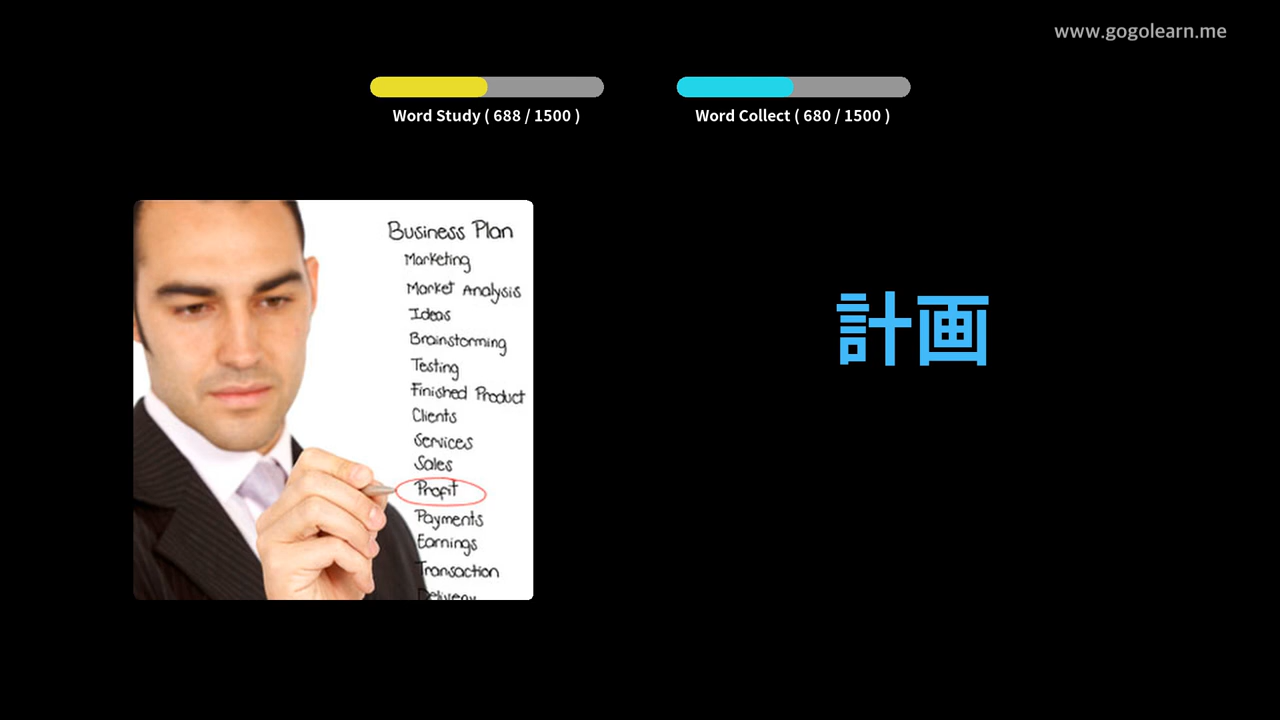 www.gogolearn.me
Word Study ( 688 / 1500 )
Word Collect ( 680 / 1500 )
Business Plan
Marketing
Market Analysis
Ideas
Brainstorming
Testing
Finished Product
Clients
Services
Sales
Profit
Payments
Earnings
Transaction
Delivery
計画